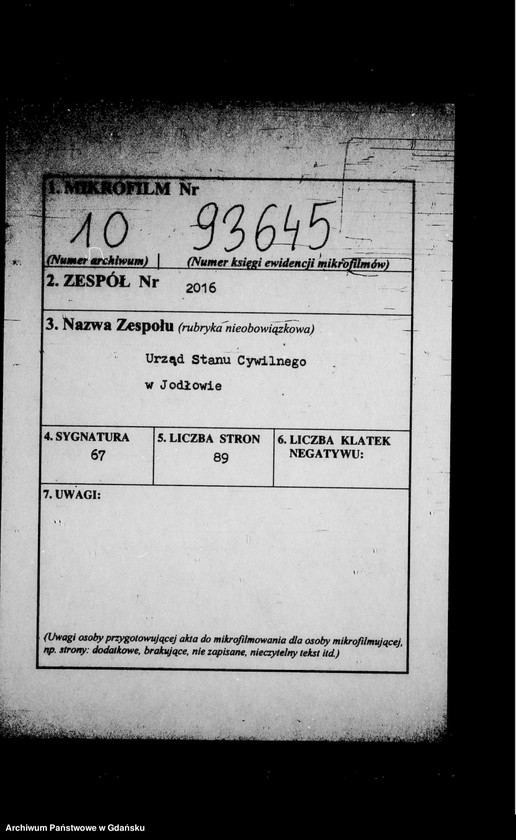 1. MIKROFILM Nr
10 93645
(Numer archiwum) (Numer księgi ewidencji mikrofilmów)
2. ZESPÓŁ Nr 2016
3. Nazwa Zespołu (rubryka nieobowiązkowa)
Urząd Stanu Cywilnego
w Jodłowie
4. SYGNATURA 5. LICZBA STRON 6. LICZBA KLATEK
NEGATYWU:
67 89
7. UWAGI:
(Uwagi osoby przygotowującej akta do mikrofilmowania dla osoby mikrofilmującej,
np. strony: dodatkowe, brakujące, nie zapisane, nieczytelny tekst itd.)
Archiwum Państwowe w Gdańsku